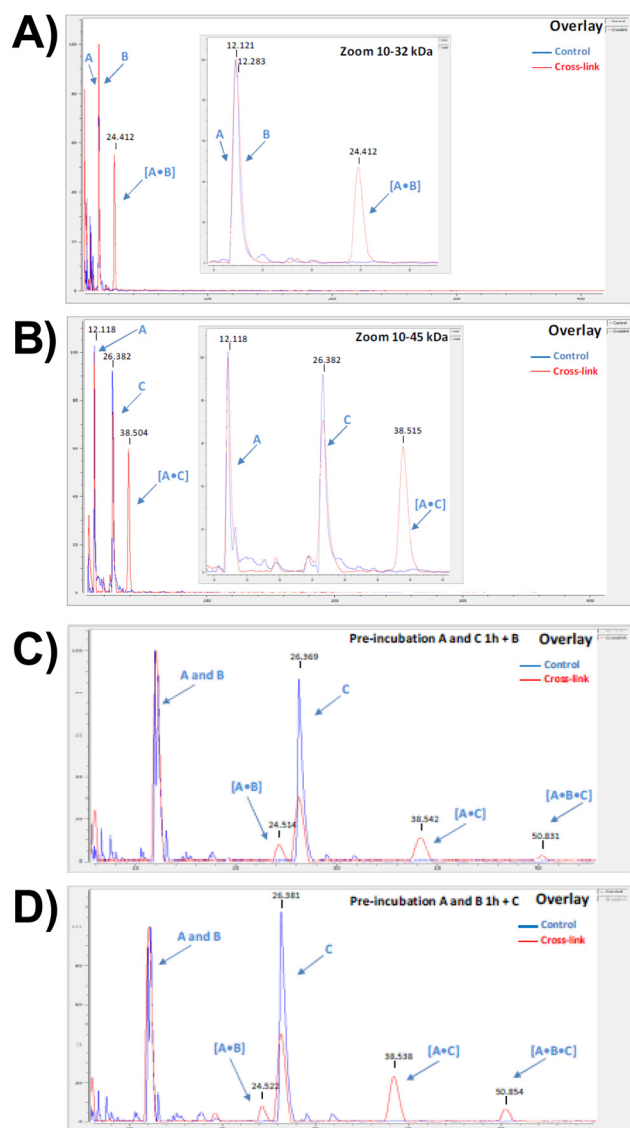 A)
Overlay
Zoom 10-32 kDa
Control
Cross-link
A
B
24.412
[A•B]
12.121
12.283
A
B
24.412
[A•B]
B)
Overlay
Zoom 10-45 kDa
Control
Cross-link
12.118
A
26.382
C
38.504
[A•C]
12.118
A
26.382
C
38.515
[A•C]
C)
Pre-incubation A and C 1h + B
Overlay
Control
Cross-link
A and B
26.369
C
[A•B]
24.514
38.542
[A•C]
[A•B•C]
50.831
D)
Pre-incubation A and B 1h + C
Overlay
Control
Cross-link
A and B
26.381
C
[A•B]
24.522
38.538
[A•C]
[A•B•C]
50.854